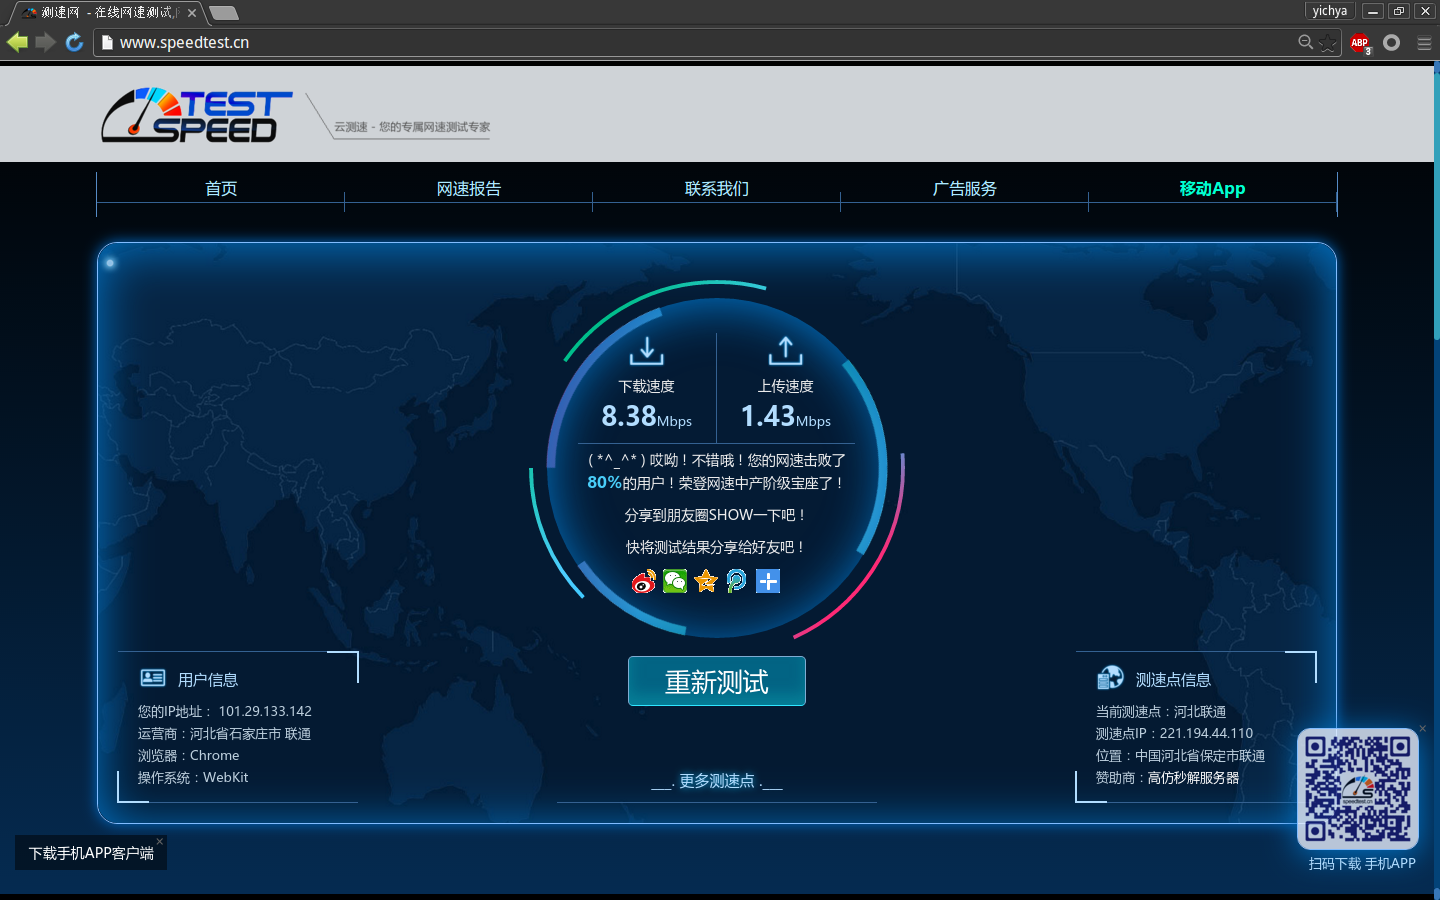 测速网 - 在线网速测试,
yichya
www.speedtest.cn
ABP
3
TEST
SPEED
云测速 - 您的专属网速测试专家
首页
网速报告
联系我们
广告服务
移动App
下载速度
上传速度
8.38Mbps
1.43Mbps
( *^_^* ) 哎呦！不错哦！您的网速击败了
80%的用户！荣登网速中产阶级宝座了！
分享到朋友圈SHOW一下吧！
快将测试结果分享给好友吧！
重新测试
___. 更多测速点 .___
用户信息
您的IP地址： 101.29.133.142
运营商：河北省石家庄市 联通
浏览器：Chrome
操作系统：WebKit
测速点信息
当前测速点：河北联通
测速点IP：221.194.44.110
位置：中国河北省保定市联通
赞助商：高仿秒解服务器
speedtest.cn
扫码下载 手机APP
下载手机APP客户端